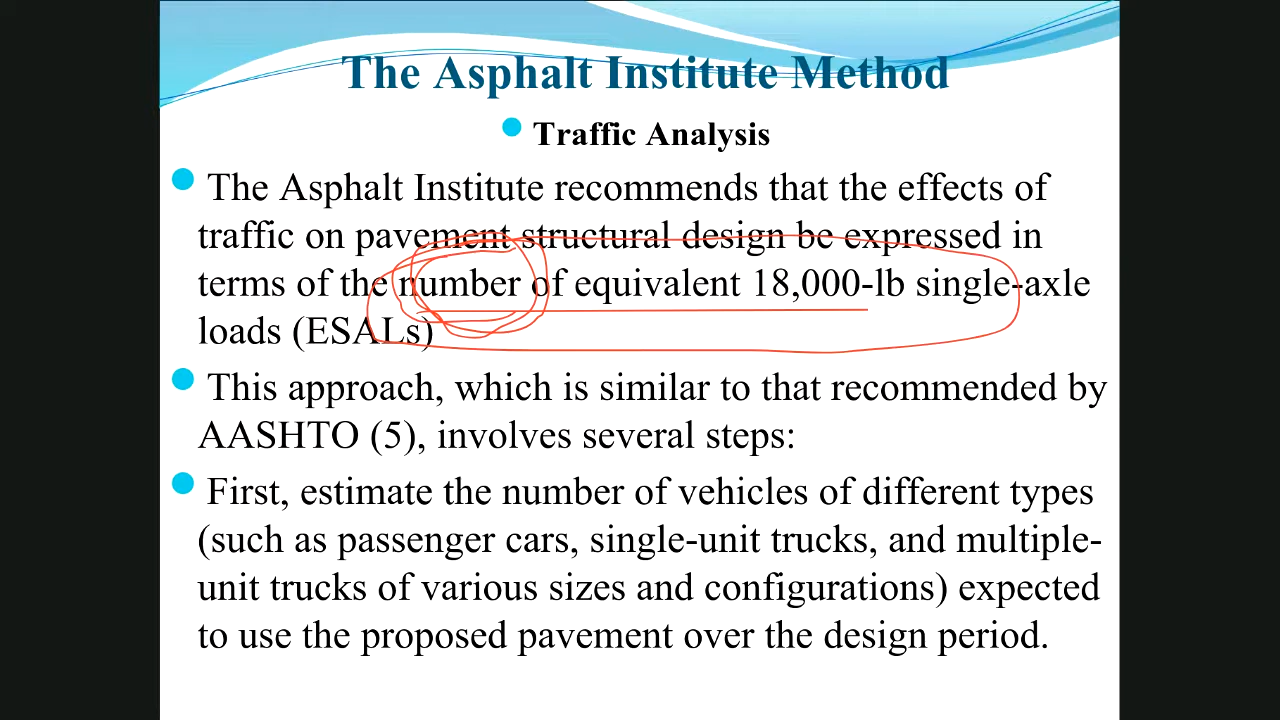 The Asphalt Institute Method
Traffic Analysis
The Asphalt Institute recommends that the effects of
traffic on pavement structural design be expressed in
terms of the number of equivalent 18,000-lb single-axle
loads (ESALs)
This approach, which is similar to that recommended by
AASHTO (5), involves several steps:
First, estimate the number of vehicles of different types
(such as passenger cars, single-unit trucks, and multiple-
unit trucks of various sizes and configurations) expected
to use the proposed pavement over the design period.